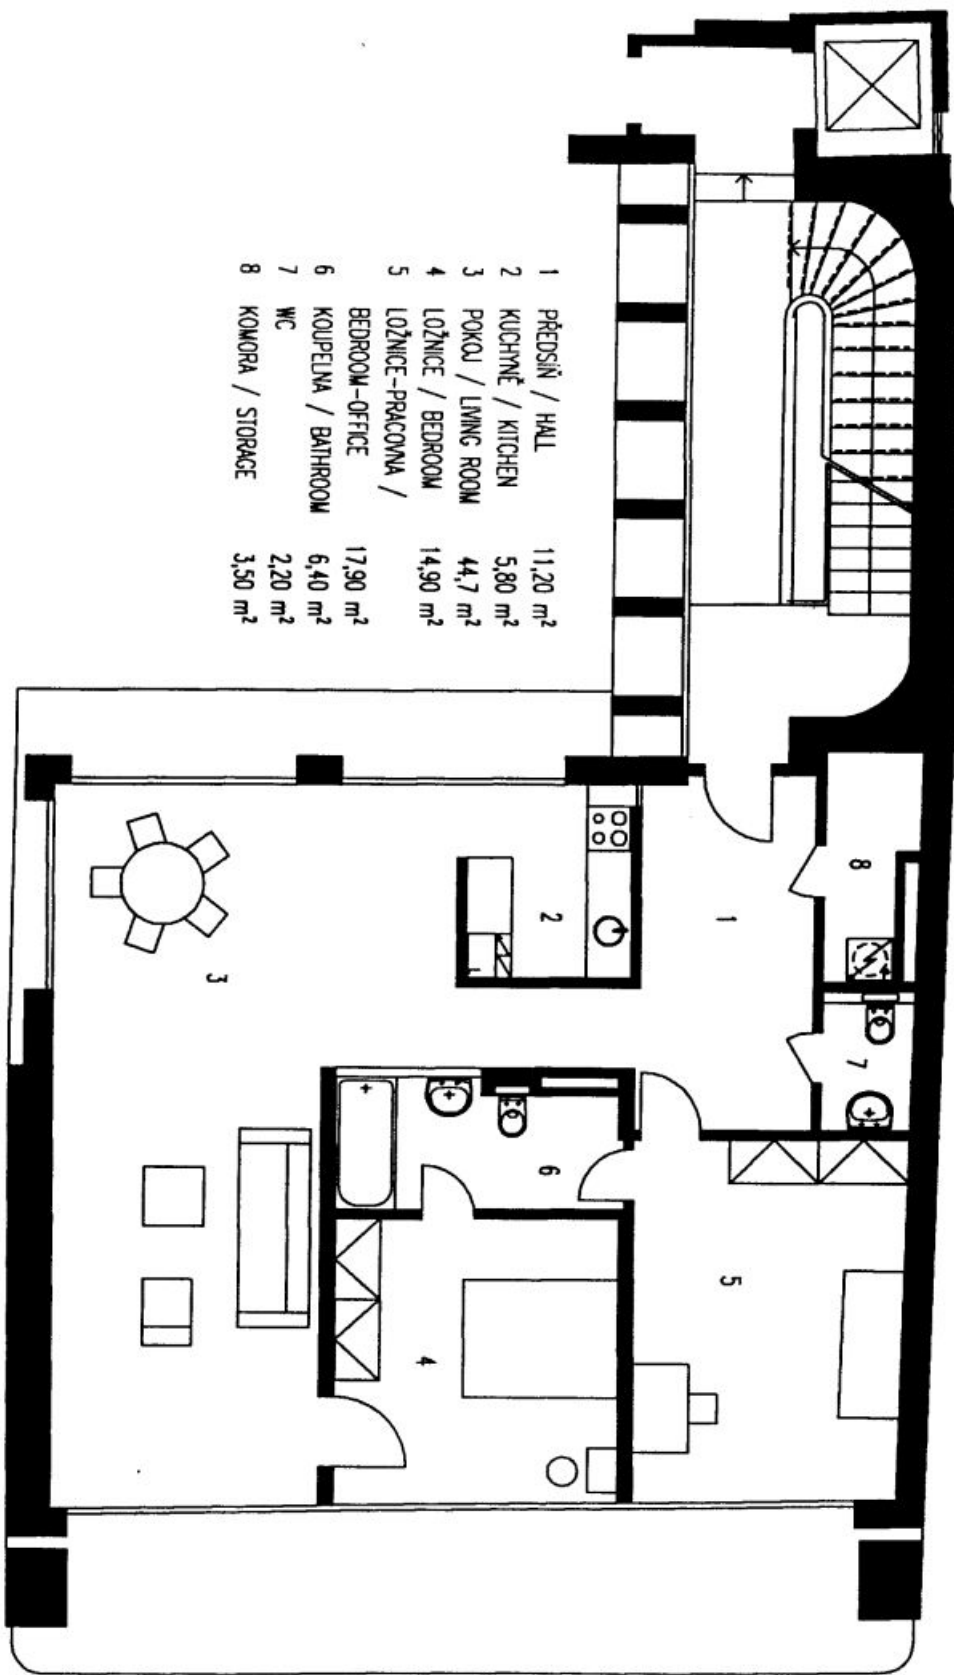 1 PŘEDSÍŇ / HALL 11,20 m²
2 KUCHYNĚ / KITCHEN 5,80 m²
3 POKOJ / LIVING ROOM 44,7 m²
4 LOŽNICE / BEDROOM 14,90 m²
5 LOŽNICE-PRACOVNA /
BEDROOM-OFFICE 17,90 m²
6 KOUPELNA / BATHROOM 6,40 m²
7 WC 2,20 m²
8 KOMORA / STORAGE 3,50 m²
8
1
2
7
3
6
5
4